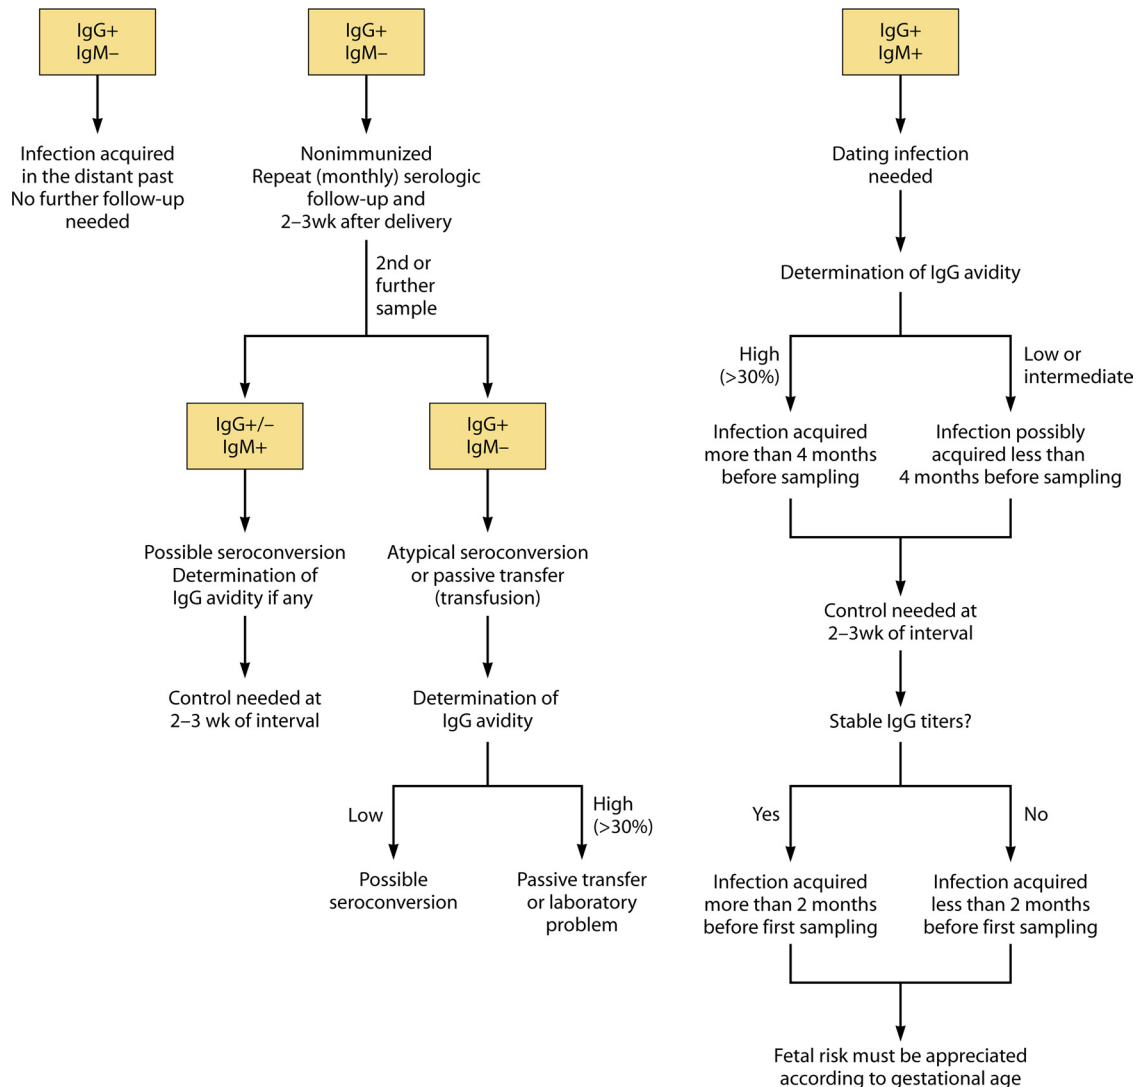 IgG+
IgM–
Infection acquired
in the distant past
No further follow-up
needed
IgG+
IgM–
Nonimmunized
Repeat (monthly) serologic
follow-up and
2–3wk after delivery
2nd or
further
sample
IgG+/–
IgM+
Possible seroconversion
Determination of
IgG avidity if any
Control needed at
2–3 wk of interval
IgG+
IgM–
Atypical seroconversion
or passive transfer
(transfusion)
Determination of
IgG avidity
Low
Possible
seroconversion
High
(>30%)
Passive transfer
or laboratory
problem
IgG+
IgM+
Dating infection
needed
Determination of IgG avidity
High
(>30%)
Infection acquired
more than 4 months
before sampling
Low or
intermediate
Infection possibly
acquired less than
4 months before sampling
Control needed at
2–3wk of interval
Stable IgG titers?
Yes
Infection acquired
more than 2 months
before first sampling
No
Infection acquired
less than 2 months
before first sampling
Fetal risk must be appreciated
according to gestational age